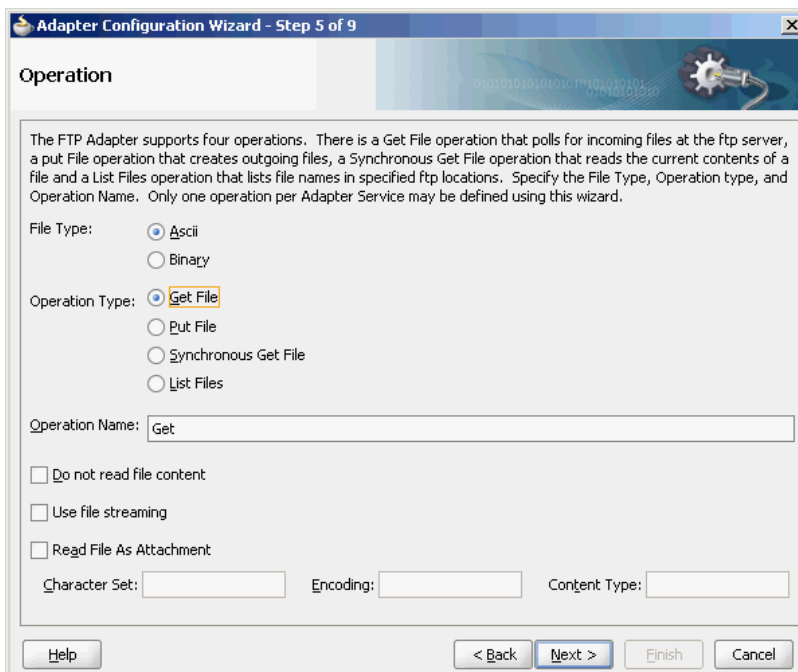 Adapter Configuration Wizard - Step 5 of 9
Operation
The FTP Adapter supports four operations. There is a Get File operation that polls for incoming files at the ftp server,
a put File operation that creates outgoing files, a Synchronous Get File operation that reads the current contents of a
file and a List Files operation that lists file names in specified ftp locations. Specify the File Type, Operation type, and
Operation Name. Only one operation per Adapter Service may be defined using this wizard.
File Type:
Ascii
Binary
Operation Type:
Get File
Put File
Synchronous Get File
List Files
Operation Name: Get
Do not read file content
Use file streaming
Read File As Attachment
Character Set: Encoding: Content Type:
Help < Back Next > Finish Cancel